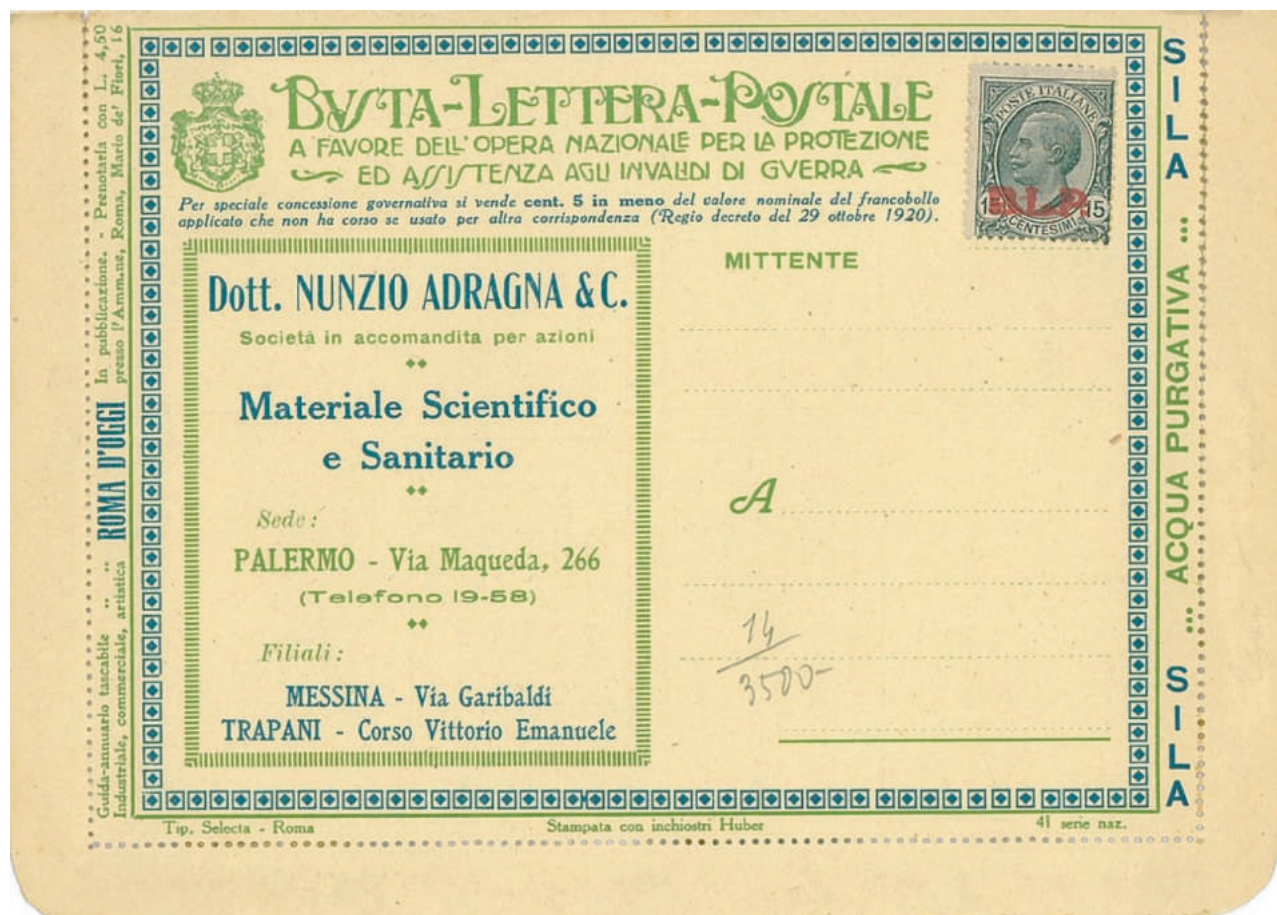 BVSTA-LETTERA-POSTALE
A FAVORE DELL'OPERA NAZIONALE PER LA PROTEZIONE
ED ASSISTENZA AGLI INVALIDI DI GVERRA
Per speciale concessione governativa si vende cent. 5 in meno del valore nominale del francobollo
applicato che non ha corso se usato per altra corrispondenza (Regio decreto del 29 ottobre 1920).
POSTE ITALIANE
B.L.P.
15 15
CENTESIMI
Dott. NUNZIO ADRAGNA & C.
Società in accomandita per azioni
Materiale Scientifico
e Sanitario
Sede:
PALERMO - Via Maqueda, 266
(Telefono 19-58)
Filiali:
MESSINA - Via Garibaldi
TRAPANI - Corso Vittorio Emanuele
MITTENTE
A
14
3500-
Tip. Selecta - Roma
Stampata con inchiostri Huber
41 serie naz.
Guida-annuario tascabile .. .. ROMA D'OGGI In pubblicazione. - Prenotarla con L. 4,50
Industriale, commerciale, artistica presso l'Amm.ne, Roma, Mario de' Fiori, 16
SILA ... ACQUA PURGATIVA ... SILA